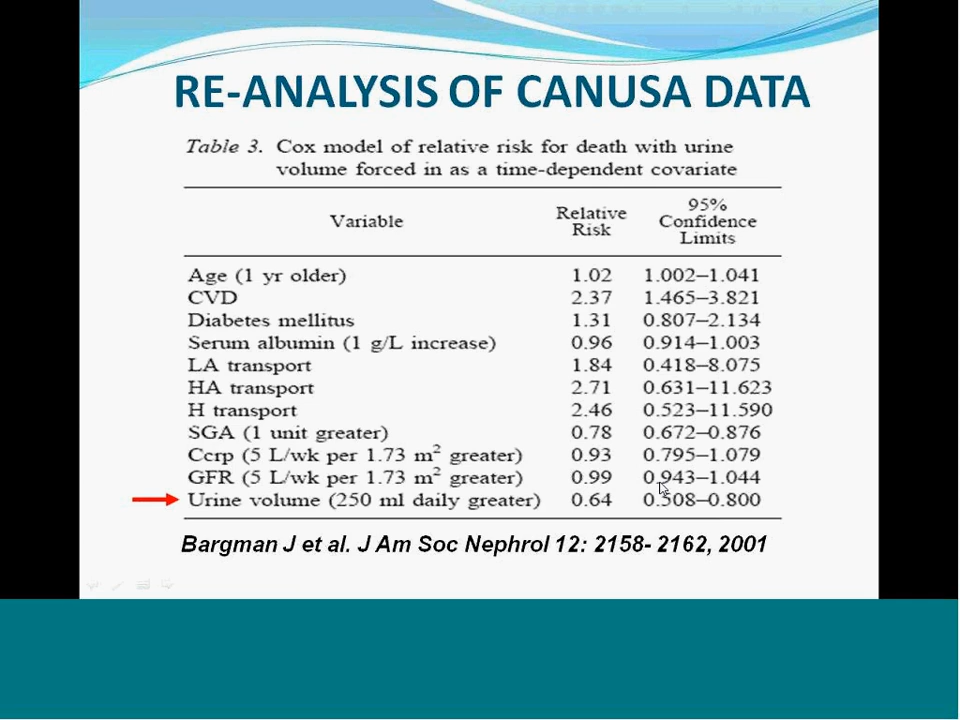 RE-ANALYSIS OF CANUSA DATA
Table 3. Cox model of relative risk for death with urine
volume forced in as a time-dependent covariate
Variable Relative Risk 95% Confidence Limits
Age (1 yr older) 1.02 1.002–1.041
CVD 2.37 1.465–3.821
Diabetes mellitus 1.31 0.807–2.134
Serum albumin (1 g/L increase) 0.96 0.914–1.003
LA transport 1.84 0.418–8.075
HA transport 2.71 0.631–11.623
H transport 2.46 0.523–11.590
SGA (1 unit greater) 0.78 0.672–0.876
Ccrp (5 L/wk per 1.73 m² greater) 0.93 0.795–1.079
GFR (5 L/wk per 1.73 m² greater) 0.99 0.943–1.044
Urine volume (250 ml daily greater) 0.64 0.508–0.800
Bargman J et al. J Am Soc Nephrol 12: 2158- 2162, 2001